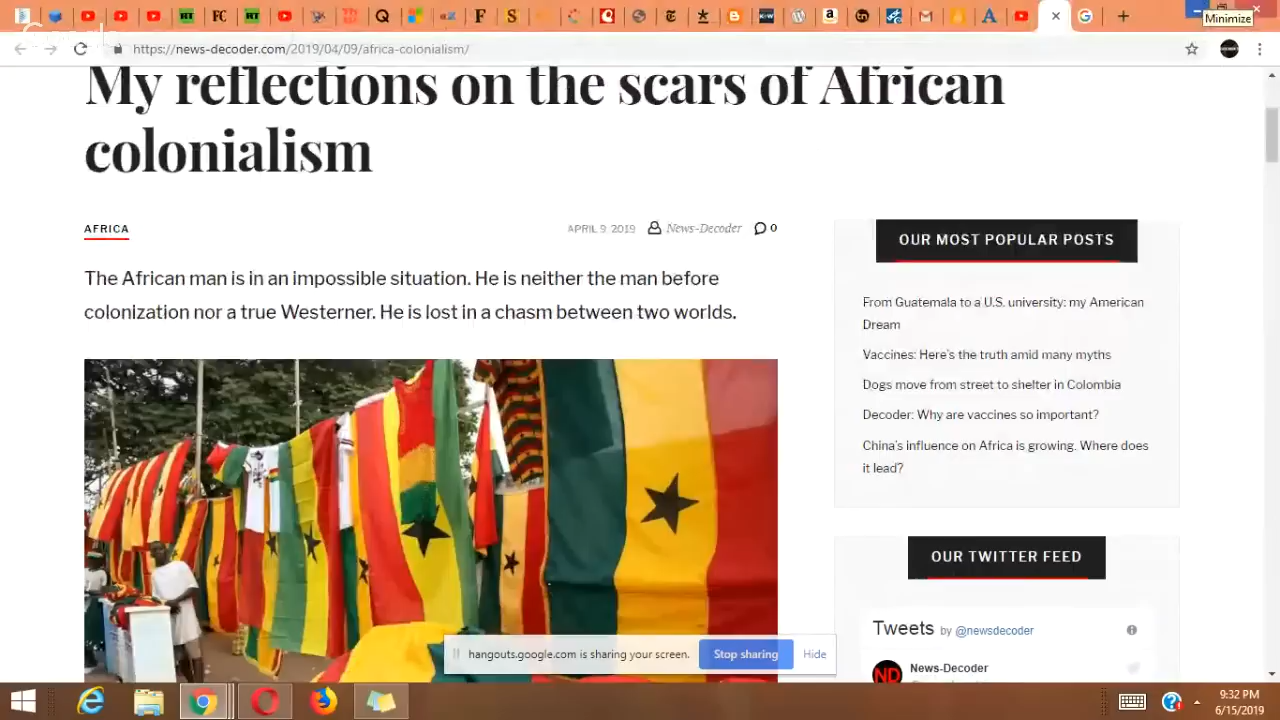 Minimize
https://news-decoder.com/2019/04/09/africa-colonialism/
My reflections on the scars of African
colonialism
AFRICA
APRIL 9, 2019 News-Decoder 0
The African man is in an impossible situation. He is neither the man before
colonization nor a true Westerner. He is lost in a chasm between two worlds.
OUR MOST POPULAR POSTS
From Guatemala to a U.S. university: my American
Dream
Vaccines: Here's the truth amid many myths
Dogs move from street to shelter in Colombia
Decoder: Why are vaccines so important?
China's influence on Africa is growing. Where does
it lead?
OUR TWITTER FEED
Tweets by @newsdecoder
ND News-Decoder
hangouts.google.com is sharing your screen. Stop sharing Hide
9:32 PM
6/15/2019